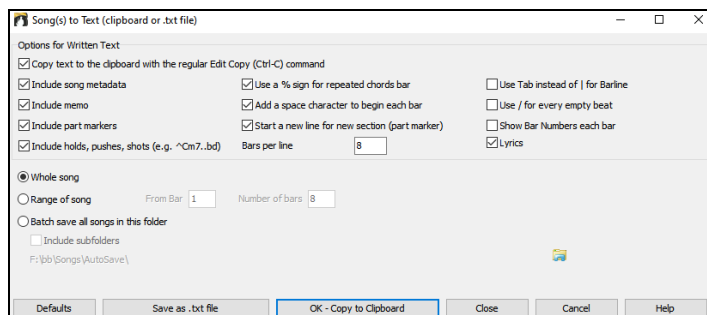 Song(s) to Text (clipboard or .txt file)
Options for Written Text
Copy text to the clipboard with the regular Edit Copy (Ctrl-C) command
Include song metadata Use a % sign for repeated chords bar Use Tab instead of | for Barline
Include memo Add a space character to begin each bar Use / for every empty beat
Include part markers Start a new line for new section (part marker) Show Bar Numbers each bar
Include holds, pushes, shots (e.g. ^Cm7..bd) Bars per line 8 Lyrics
Whole song
Range of song From Bar 1 Number of bars 8
Batch save all songs in this folder
Include subfolders
F:\bb\Songs\AutoSave\
Defaults Save as .txt file OK - Copy to Clipboard Close Cancel Help